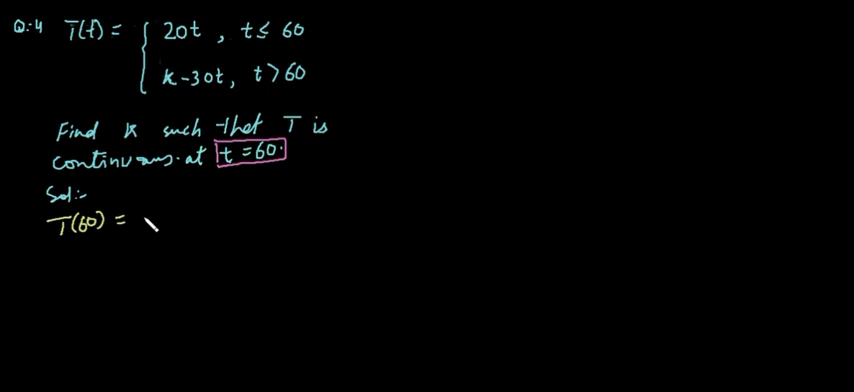 Q:4 T(t) = { 20t , t ≤ 60
k - 30t, t > 60
Find k such that T is
continuous at t = 60.
Sol:-
T(60) =